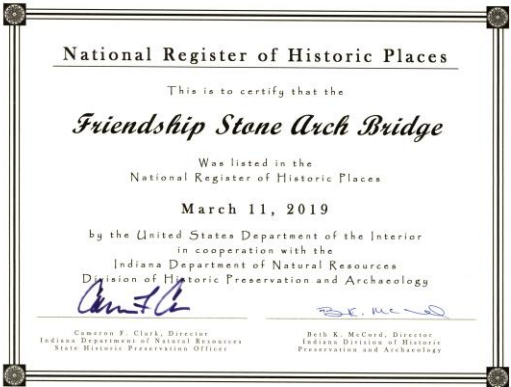 National Register of Historic Places
This is to certify that the
Friendship Stone Arch Bridge
Was listed in the
National Register of Historic Places
March 11, 2019
by the United States Department of the Interior
in cooperation with the
Indiana Department of Natural Resources
Division of Historic Preservation and Archaeology
Cameron F. Clark, Director
Indiana Department of Natural Resources
State Historic Preservation Officer
B.K. McCord
Beth K. McCord, Director
Indiana Division of Historic
Preservation and Archaeology